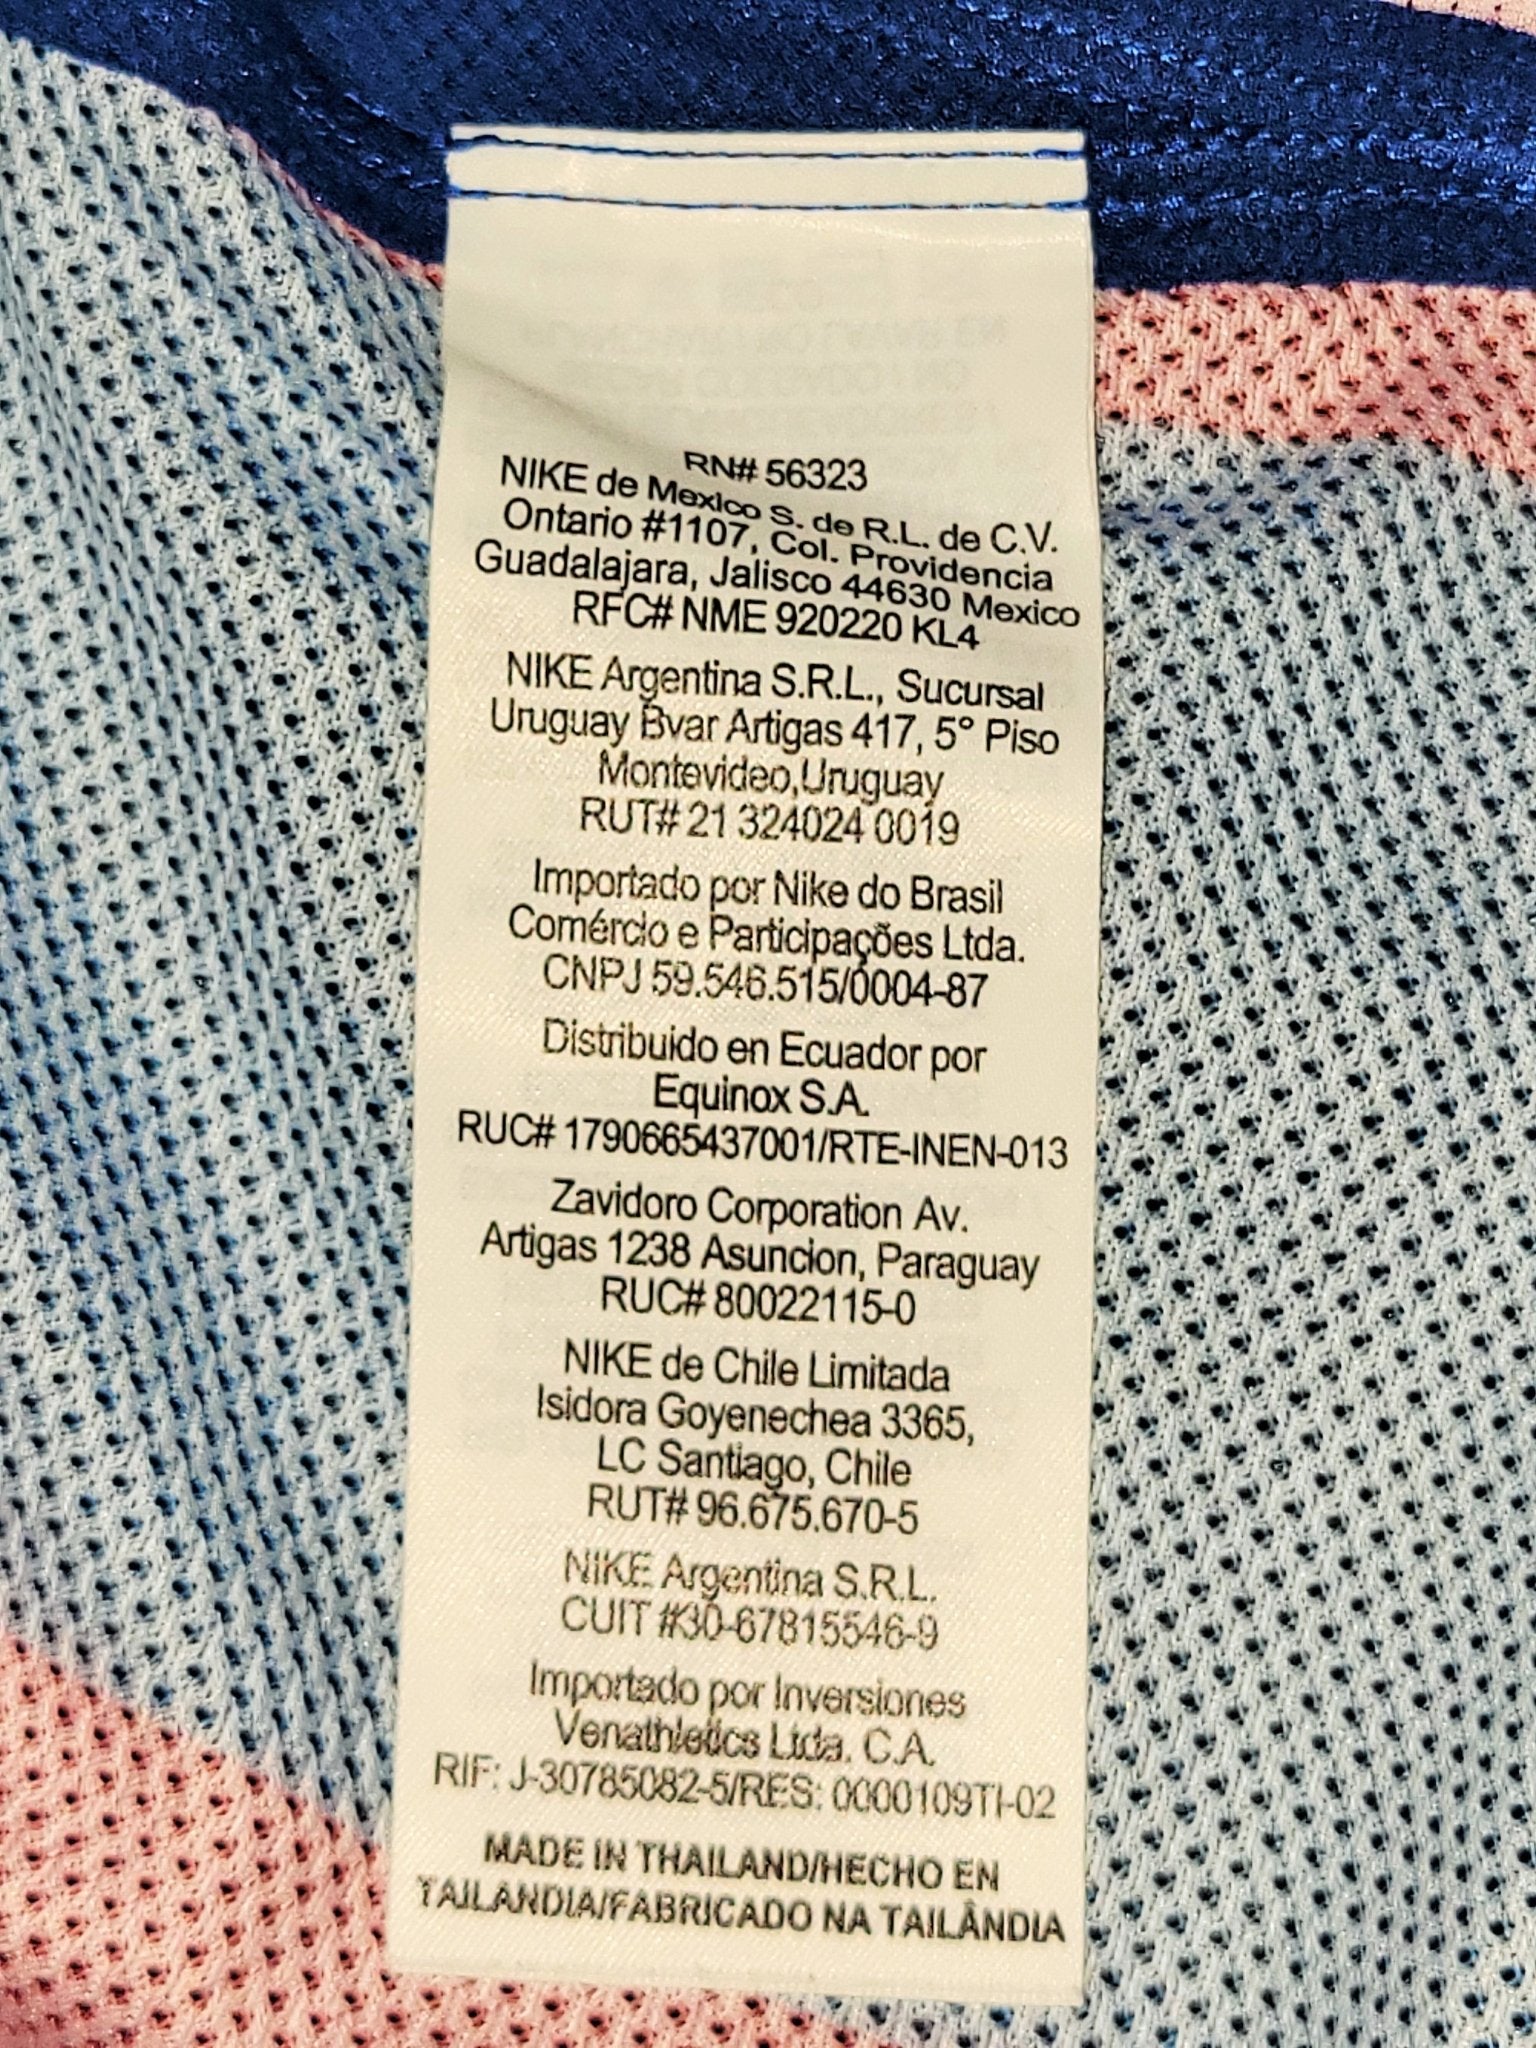 RN# 56323
NIKE de Mexico S. de R.L. de C.V.
Ontario #1107, Col. Providencia
Guadalajara, Jalisco 44630 Mexico
RFC# NME 920220 KL4
NIKE Argentina S.R.L., Sucursal
Uruguay Bvar Artigas 417, 5° Piso
Montevideo,Uruguay
RUT# 21 324024 0019
Importado por Nike do Brasil
Comércio e Participações Ltda.
CNPJ 59.546.515/0004-87
Distribuido en Ecuador por
Equinox S.A.
RUC# 1790665437001/RTE-INEN-013
Zavidoro Corporation Av.
Artigas 1238 Asuncion, Paraguay
RUC# 80022115-0
NIKE de Chile Limitada
Isidora Goyenechea 3365,
LC Santiago, Chile
RUT# 96.675.670-5
NIKE Argentina S.R.L.
CUIT #30-67815546-9
Importado por Inversiones
Venathletics Ltda. C.A.
RIF: J-30785082-5/RES: 0000109TI-02
MADE IN THAILAND/HECHO EN
TAILANDIA/FABRICADO NA TAILÂNDIA